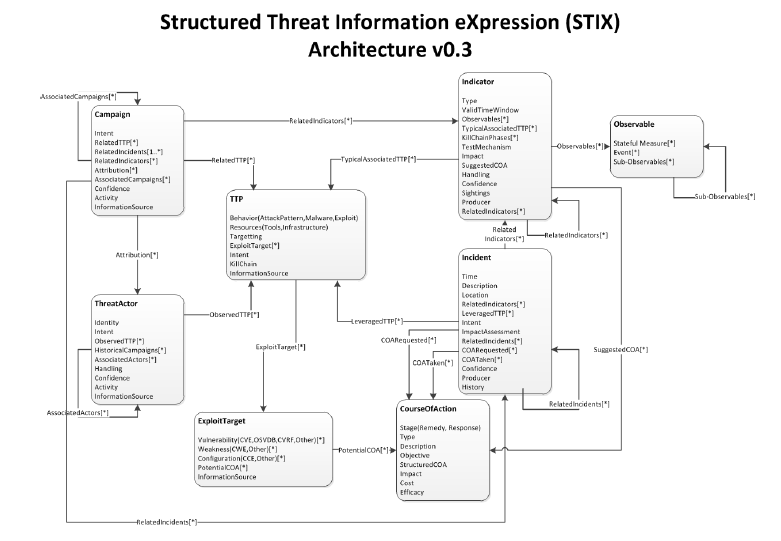 Structured Threat Information eXpression (STIX)
Architecture v0.3
AssociatedCampaigns[*]
Campaign
Intent
RelatedTTP[*]
RelatedIncidents[1..*]
RelatedIndicators[*]
Attribution[*]
AssociatedCampaigns[*]
Confidence
Activity
InformationSource
RelatedIndicators[*]
RelatedTTP[*]
TypicalAssociatedTTP[*]
Indicator
Type
ValidTimeWindow
Observables[*]
TypicalAssociatedTTP[*]
KillChainPhases[*]
TestMechanism
Impact
SuggestedCOA
Handling
Confidence
Sightings
Producer
RelatedIndicators[*]
Observables[*]
Observable
Stateful Measure[*]
Event[*]
Sub-Observables[*]
Sub-Observables[*]
TTP
Behavior(AttackPattern,Malware,Exploit)
Resources(Tools,Infrastructure)
Targetting
ExploitTarget[*]
Intent
KillChain
InformationSource
Related
Indicators[*]
RelatedIndicators[*]
Attribution[*]
Incident
Time
Description
Location
RelatedIndicators[*]
LeveragedTTP[*]
Intent
ImpactAssessment
RelatedIncidents[*]
COARequested[*]
COATaken[*]
Confidence
Producer
History
ThreatActor
Identity
Intent
ObservedTTP[*]
HistoricalCampaigns[*]
AssociatedActors[*]
Handling
Confidence
Activity
InformationSource
ObservedTTP[*]
LeveragedTTP[*]
COARequested[*]
ExploitTarget[*]
COATaken[*]
SuggestedCOA[*]
RelatedIncidents[*]
AssociatedActors[*]
ExploitTarget
Vulnerability(CVE,OSVDB,CVRF,Other)[*]
Weakness(CWE,Other)[*]
Configuration(CCE,Other)[*]
PotentialCOA[*]
InformationSource
PotentialCOA[*]
CourseOfAction
Stage(Remedy, Response)
Type
Description
Objective
StructuredCOA
Impact
Cost
Efficacy
RelatedIncidents[*]